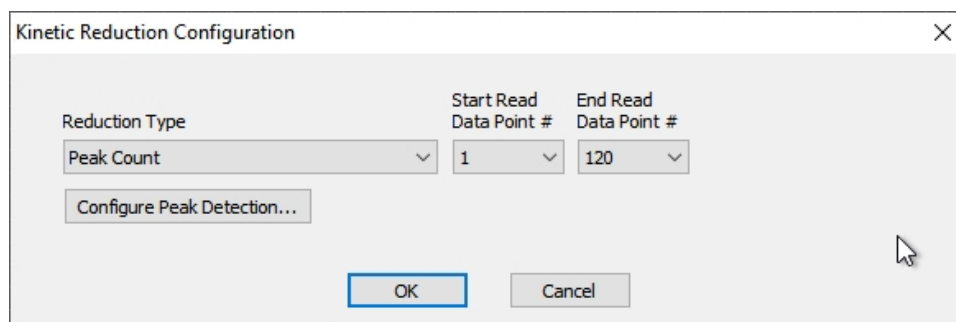 Kinetic Reduction Configuration
Start Read End Read
Reduction Type Data Point # Data Point #
Peak Count 1 120
Configure Peak Detection...
OK Cancel